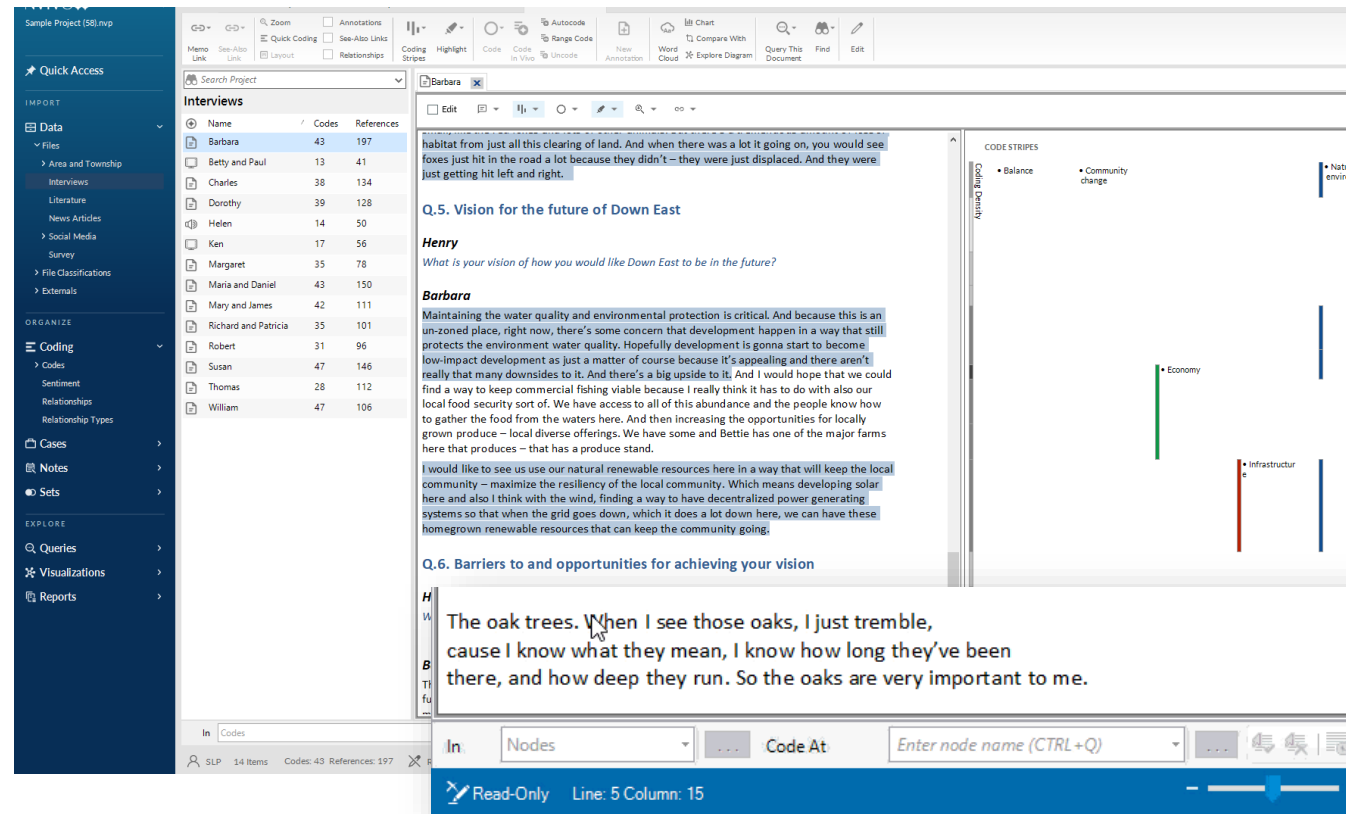 Sample Project (58).nvp
Quick Access
IMPORT
Data
Files
Area and Township
Interviews
Literature
News Articles
Social Media
Survey
File Classifications
Externals
ORGANIZE
Coding
Codes
Sentiment
Relationships
Relationship Types
Cases
Notes
Sets
EXPLORE
Queries
Visualizations
Reports
Memo Link
See-Also Link
Zoom
Quick Coding
Layout
Annotations
See-Also Links
Relationships
Coding Stripes
Highlight
Code
Code In Vivo
Autocode
Range Code
Uncode
New Annotation
Word Cloud
Chart
Compare With
Explore Diagram
Query This Document
Find
Edit
Search Project
Interviews
Name Codes References
Barbara 43 197
Betty and Paul 13 41
Charles 38 134
Dorothy 39 128
Helen 14 50
Ken 17 56
Margaret 35 78
Maria and Daniel 43 150
Mary and James 42 111
Richard and Patricia 35 101
Robert 31 96
Susan 47 146
Thomas 28 112
William 47 106
In Codes
SLP 14 Items Codes: 43 References: 197
Barbara
Edit
habitat from just all this clearing of land. And when there was a lot it going on, you would see
foxes just hit in the road a lot because they didn't – they were just displaced. And they were
just getting hit left and right.
Q.5. Vision for the future of Down East
Henry
What is your vision of how you would like Down East to be in the future?
Barbara
Maintaining the water quality and environmental protection is critical. And because this is an
un-zoned place, right now, there's some concern that development happen in a way that still
protects the environment water quality. Hopefully development is gonna start to become
low-impact development as just a matter of course because it's appealing and there aren't
really that many downsides to it. And there's a big upside to it. And I would hope that we could
find a way to keep commercial fishing viable because I really think it has to do with also our
local food security sort of. We have access to all of this abundance and the people know how
to gather the food from the waters here. And then increasing the opportunities for locally
grown produce – local diverse offerings. We have some and Bettie has one of the major farms
here that produces – that has a produce stand.
I would like to see us use our natural renewable resources here in a way that will keep the local
community – maximize the resiliency of the local community. Which means developing solar
here and also I think with the wind, finding a way to have decentralized power generating
systems so that when the grid goes down, which it does a lot down here, we can have these
homegrown renewable resources that can keep the community going.
Q.6. Barriers to and opportunities for achieving your vision
CODE STRIPES
Coding Density
Balance
Community change
Economy
Infrastructur
e
The oak trees. When I see those oaks, I just tremble,
cause I know what they mean, I know how long they've been
there, and how deep they run. So the oaks are very important to me.
In Nodes ... Code At Enter node name (CTRL+Q) ...
Read-Only Line: 5 Column: 15